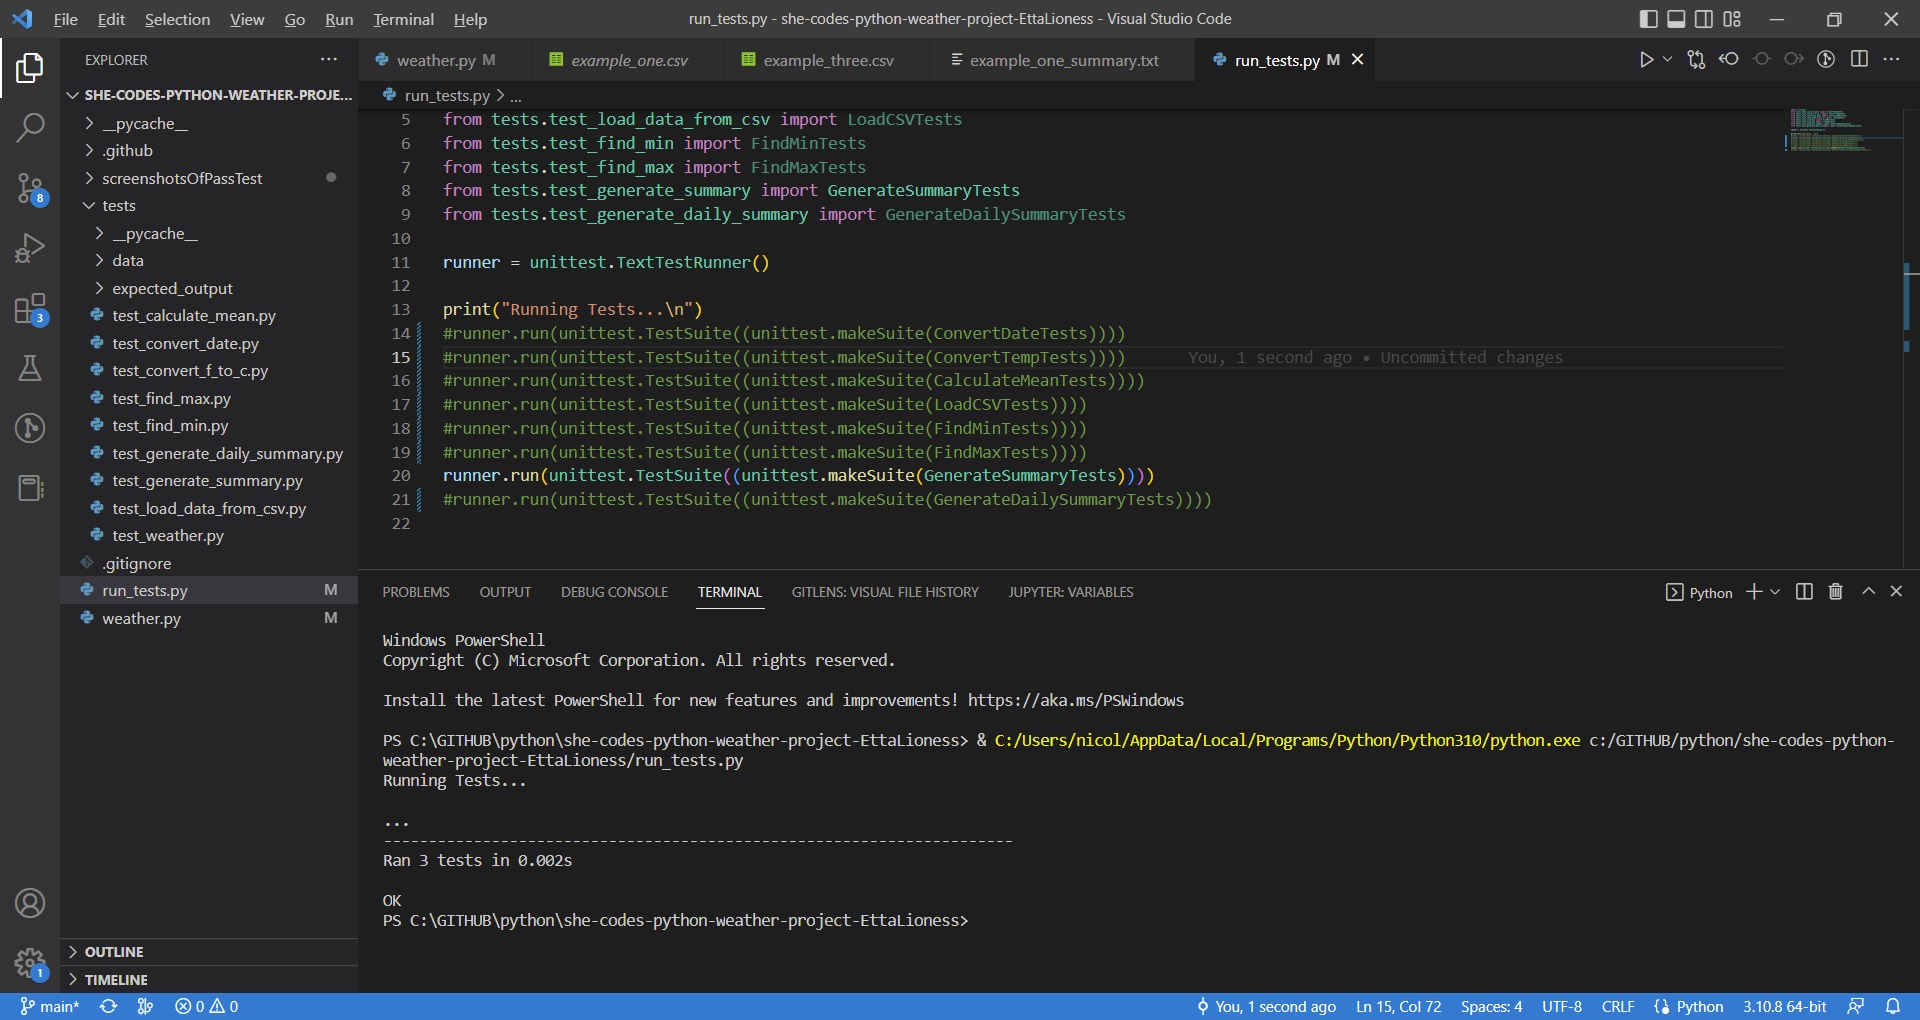 File Edit Selection View Go Run Terminal Help
run_tests.py - she-codes-python-weather-project-EttaLioness - Visual Studio Code
EXPLORER
SHE-CODES-PYTHON-WEATHER-PROJE...
__pycache__
.github
screenshotsOfPassTest
tests
__pycache__
data
expected_output
test_calculate_mean.py
test_convert_date.py
test_convert_f_to_c.py
test_find_max.py
test_find_min.py
test_generate_daily_summary.py
test_generate_summary.py
test_load_data_from_csv.py
test_weather.py
.gitignore
run_tests.py M
weather.py M
OUTLINE
TIMELINE
8
3
1
weather.py M example_one.csv example_three.csv example_one_summary.txt run_tests.py M
run_tests.py > ...
5 from tests.test_load_data_from_csv import LoadCSVTests
6 from tests.test_find_min import FindMinTests
7 from tests.test_find_max import FindMaxTests
8 from tests.test_generate_summary import GenerateSummaryTests
9 from tests.test_generate_daily_summary import GenerateDailySummaryTests
10
11 runner = unittest.TextTestRunner()
12
13 print("Running Tests...\n")
14 #runner.run(unittest.TestSuite((unittest.makeSuite(ConvertDateTests))))
15 #runner.run(unittest.TestSuite((unittest.makeSuite(ConvertTempTests)))) You, 1 second ago • Uncommitted changes
16 #runner.run(unittest.TestSuite((unittest.makeSuite(CalculateMeanTests))))
17 #runner.run(unittest.TestSuite((unittest.makeSuite(LoadCSVTests))))
18 #runner.run(unittest.TestSuite((unittest.makeSuite(FindMinTests))))
19 #runner.run(unittest.TestSuite((unittest.makeSuite(FindMaxTests))))
20 runner.run(unittest.TestSuite((unittest.makeSuite(GenerateSummaryTests))))
21 #runner.run(unittest.TestSuite((unittest.makeSuite(GenerateDailySummaryTests))))
22
PROBLEMS OUTPUT DEBUG CONSOLE TERMINAL GITLENS: VISUAL FILE HISTORY JUPYTER: VARIABLES Python
Windows PowerShell
Copyright (C) Microsoft Corporation. All rights reserved.
Install the latest PowerShell for new features and improvements! https://aka.ms/PSWindows
PS C:\GITHUB\python\she-codes-python-weather-project-EttaLioness> & C:/Users/nicol/AppData/Local/Programs/Python/Python310/python.exe c:/GITHUB/python/she-codes-python-
weather-project-EttaLioness/run_tests.py
Running Tests...
...
----------------------------------------------------------------------
Ran 3 tests in 0.002s
OK
PS C:\GITHUB\python\she-codes-python-weather-project-EttaLioness>
main* 0 0 You, 1 second ago Ln 15, Col 72 Spaces: 4 UTF-8 CRLF Python 3.10.8 64-bit